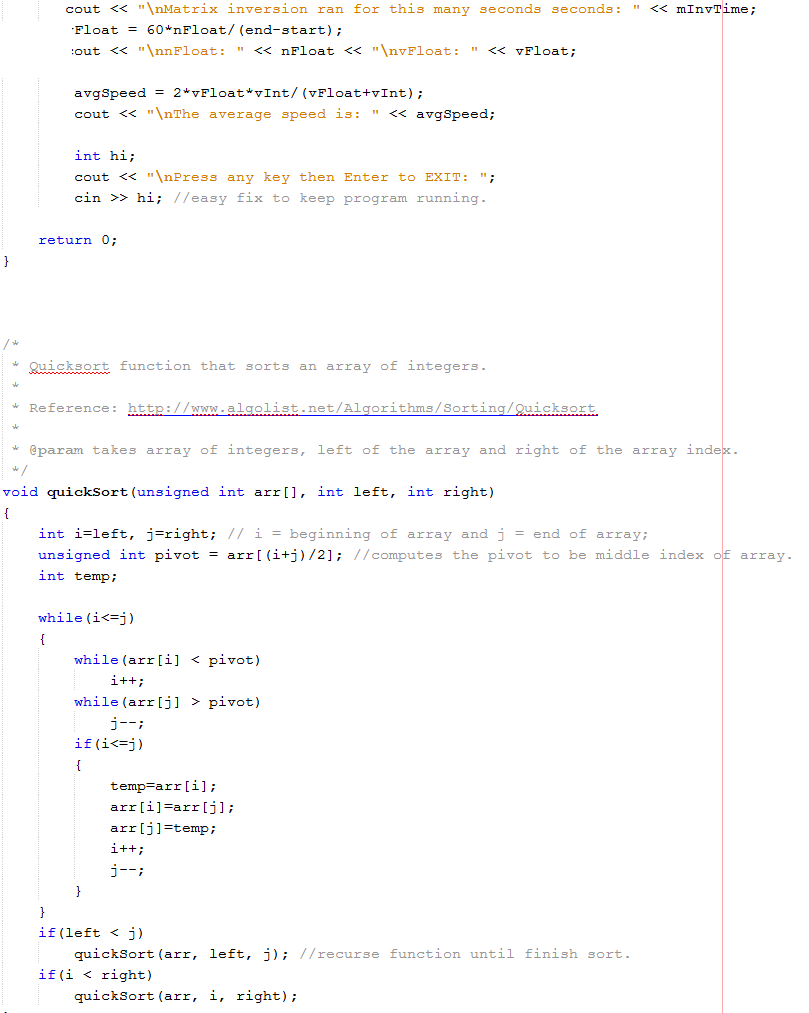 cout << "\nMatrix inversion ran for this many seconds seconds: " << mInvTime;
Float = 60*nFloat/(end-start);
out << "\nnFloat: " << nFloat << "\nvFloat: " << vFloat;
avgSpeed = 2*vFloat*vInt/(vFloat+vInt);
cout << "\nThe average speed is: " << avgSpeed;
int hi;
cout << "\nPress any key then Enter to EXIT: ";
cin >> hi; //easy fix to keep program running.
return 0;
}
/*
* Quicksort function that sorts an array of integers.
*
* Reference: http://www.algolist.net/Algorithms/Sorting/Quicksort
*
* @param takes array of integers, left of the array and right of the array index.
*/
void quickSort(unsigned int arr[], int left, int right)
{
int i=left, j=right; // i = beginning of array and j = end of array;
unsigned int pivot = arr[(i+j)/2]; //computes the pivot to be middle index of array.
int temp;
while(i<=j)
{
while(arr[i] < pivot)
i++;
while(arr[j] > pivot)
j--;
if(i<=j)
{
temp=arr[i];
arr[i]=arr[j];
arr[j]=temp;
i++;
j--;
}
}
if(left < j)
quickSort(arr, left, j); //recurse function until finish sort.
if(i < right)
quickSort(arr, i, right);